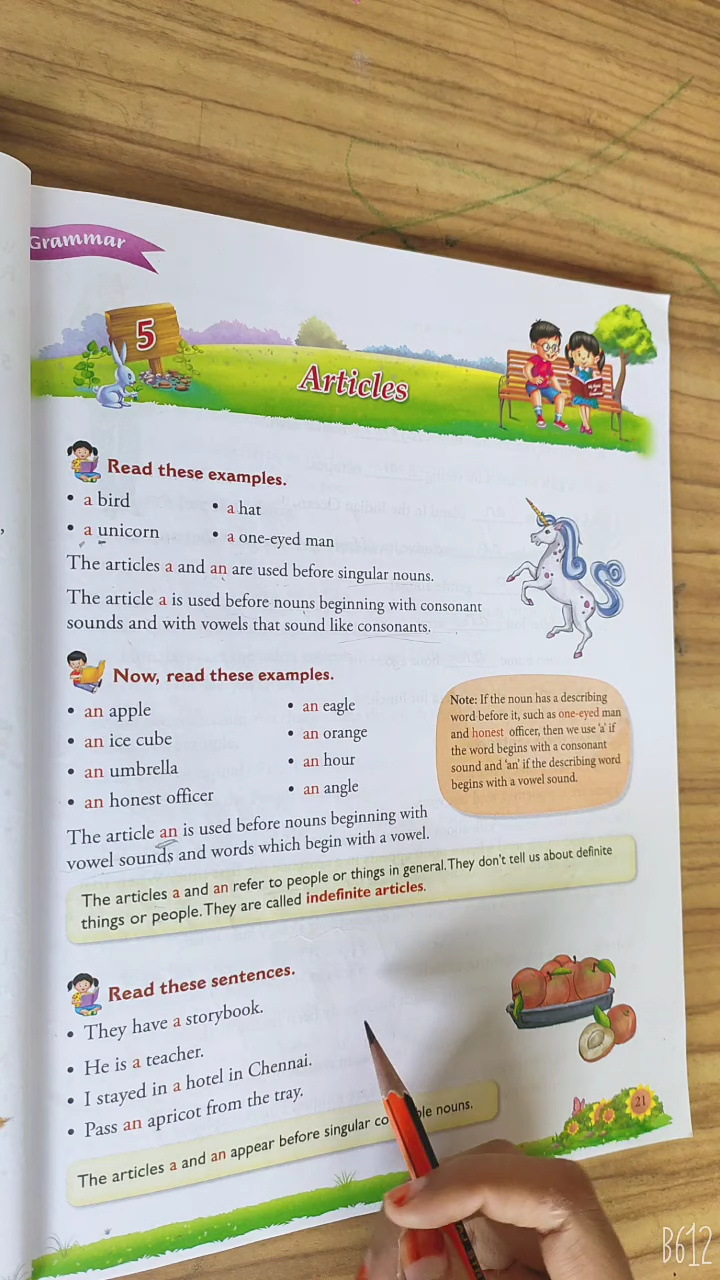 Grammar
5
Articles
Read these examples.
• a bird
• a hat
• a unicorn
• a one-eyed man
The articles a and an are used before singular nouns.
The article a is used before nouns beginning with consonant
sounds and with vowels that sound like consonants.
Now, read these examples.
• an apple
• an eagle
• an ice cube
• an orange
• an umbrella
• an hour
• an honest officer
• an angle
Note: If the noun has a describing
word before it, such as one-eyed man
and honest officer, then we use 'a' if
the word begins with a consonant
sound and 'an' if the describing word
begins with a vowel sound.
The article an is used before nouns beginning with
vowel sounds and words which begin with a vowel.
The articles a and an refer to people or things in general. They don't tell us about definite
things or people. They are called indefinite articles.
Read these sentences.
• They have a storybook.
• He is a teacher.
• I stayed in a hotel in Chennai.
• Pass an apricot from the tray.
The articles a and an appear before singular nouns.
21
B612